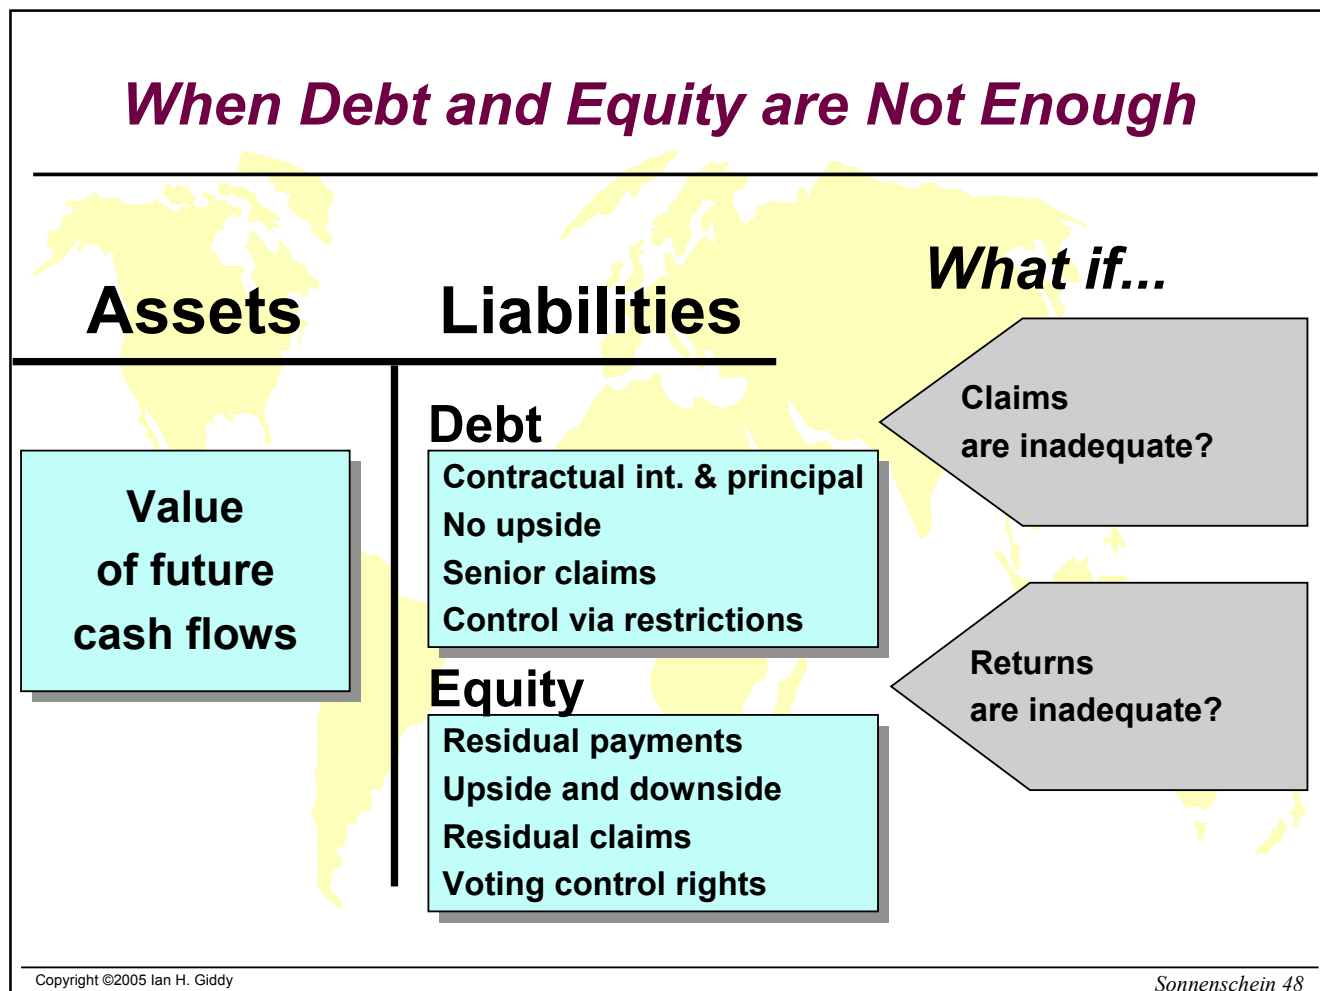 When Debt and Equity are Not Enough
Assets
Liabilities
What if...
Value
of future
cash flows
Debt
Contractual int. & principal
No upside
Senior claims
Control via restrictions
Equity
Residual payments
Upside and downside
Residual claims
Voting control rights
Claims
are inadequate?
Returns
are inadequate?
Copyright ©2005 Ian H. Giddy
Sonnenschein 48